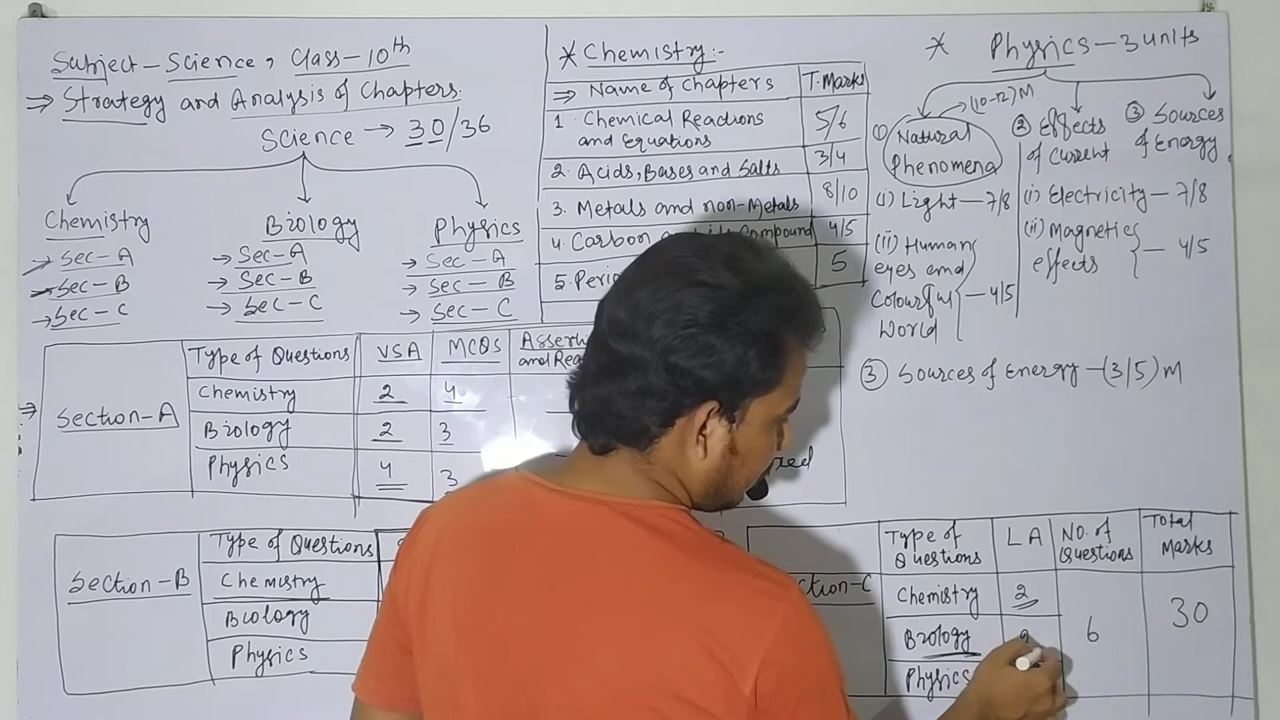 Subject - Science, Class - 10th
⇒ Strategy and Analysis of Chapters.
Science → 30/36
Chemistry
→ Sec - A
→ Sec - B
→ Sec - C
Biology
→ Sec - A
→ Sec - B
→ Sec - C
Physics
→ Sec - A
→ Sec - B
→ Sec - C
* Chemistry :-
⇒ Name of Chapters T. Marks
1. Chemical Reactions and Equations 5/6
2. Acids, Bases and Salts 3/4
3. Metals and non-Metals 8/10
4. Carbon Compound 4/5
5. 5
* Physics - 3 units
→ (10-12) M
(1) Natural
Phenomena
(i) Light - 7/8
(ii) Human
eyes and
Colourful
World - 4/5
② Effects
of Current
(i) Electricity - 7/8
(ii) Magnetic
effects - 4/5
③ Sources
of Energy
③ Sources of Energy - (3/5) M
⇒ Section - A
Type of Questions VSA MCQS
Chemistry 2 4
Biology 2 3
Physics 4 3
Section - B
Type of Questions
Chemistry
Biology
Physics
Type of Questions LA No. of Questions Total Marks
Chemistry 2
Biology 6 30
Physics